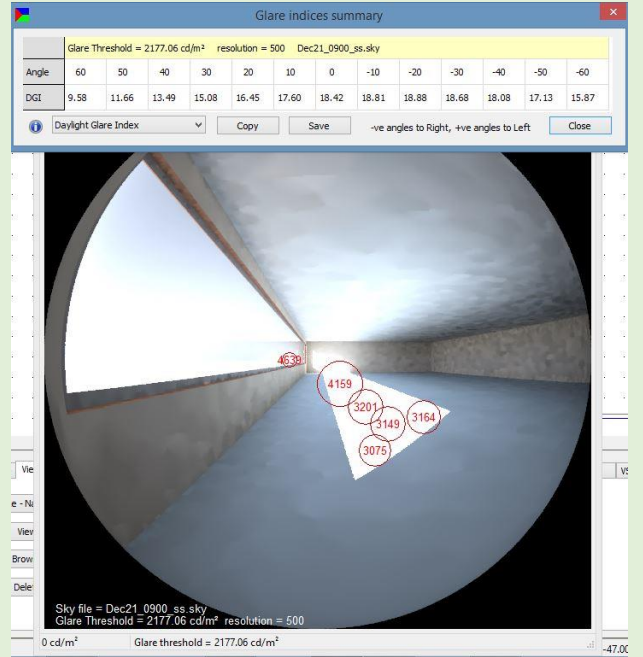 Glare indices summary
Glare Threshold = 2177.06 cd/m² resolution = 500 Dec21_0900_ss.sky
Angle 60 50 40 30 20 10 0 -10 -20 -30 -40 -50 -60
DGI 9.58 11.66 13.49 15.08 16.45 17.60 18.42 18.81 18.88 18.68 18.08 17.13 15.87
Daylight Glare Index Copy Save -ve angles to Right, +ve angles to Left Close
4639
4159
3201
3149
3164
3075
Vie
e - Na
View
Brow
Delet
Sky file = Dec21_0900_ss.sky
Glare Threshold = 2177.06 cd/m² resolution = 500
0 cd/m² Glare threshold = 2177.06 cd/m²
-47.00